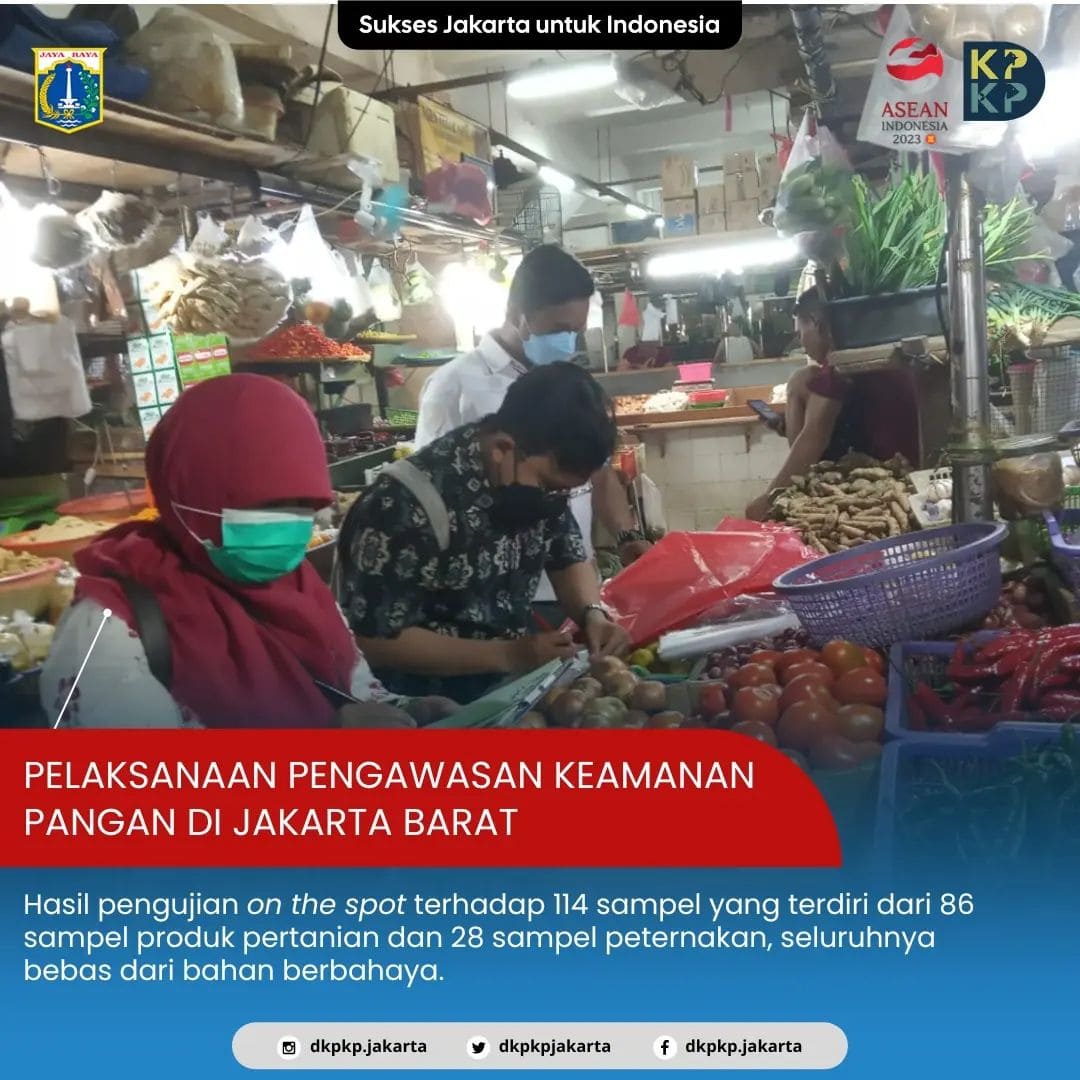 Sukses Jakarta untuk Indonesia
JAYA RAYA
ASEAN
INDONESIA
2023
KP
KP
PELAKSANAAN PENGAWASAN KEAMANAN
PANGAN DI JAKARTA BARAT
Hasil pengujian on the spot terhadap 114 sampel yang terdiri dari 86
sampel produk pertanian dan 28 sampel peternakan, seluruhnya
bebas dari bahan berbahaya.
dkpkp.jakarta dkpkpjakarta dkpkp.jakarta